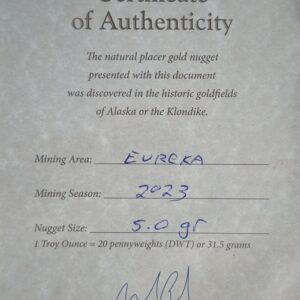 Certificate
of Authenticity
The natural placer gold nugget
presented with this document
was discovered in the historic goldfields
of Alaska or the Klondike.
Mining Area: EUREKA
Mining Season: 2023
Nugget Size: 5.0 gr
1 Troy Ounce = 20 pennyweights (DWT) or 31.5 grams